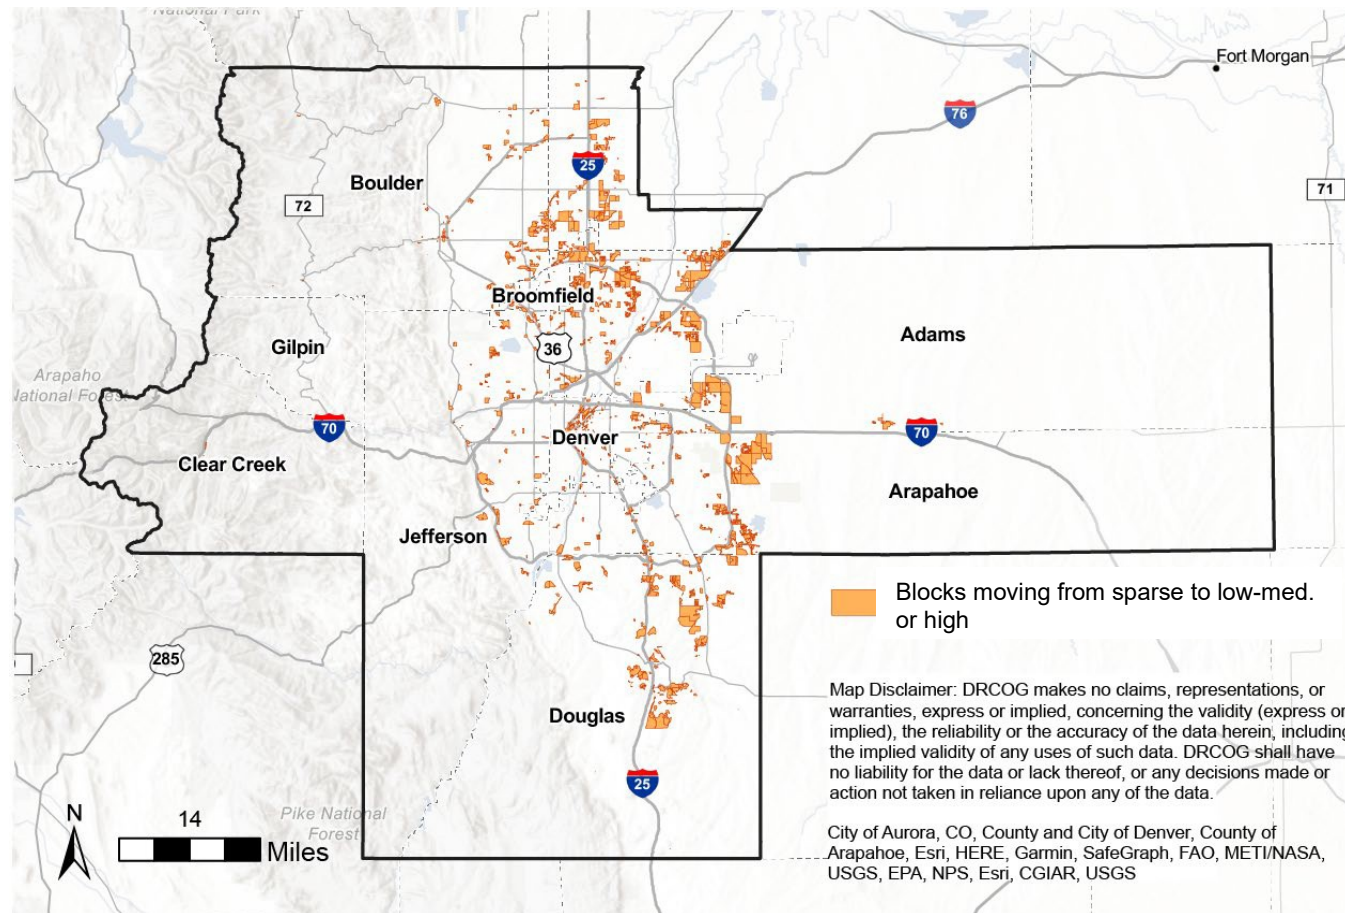 National Park
Fort Morgan
76
25
Boulder
72
71
Broomfield
36
Adams
Gilpin
Arapaho
National Forest
70
Denver
70
Clear Creek
Arapahoe
Jefferson
Blocks moving from sparse to low-med.
or high
285
Map Disclaimer: DRCOG makes no claims, representations, or
warranties, express or implied, concerning the validity (express or
implied), the reliability or the accuracy of the data herein, including
the implied validity of any uses of such data. DRCOG shall have
no liability for the data or lack thereof, or any decisions made or
action not taken in reliance upon any of the data.
Douglas
25
Pike National
Forest
N
14
Miles
City of Aurora, CO, County and City of Denver, County of
Arapahoe, Esri, HERE, Garmin, SafeGraph, FAO, METI/NASA,
USGS, EPA, NPS, Esri, CGIAR, USGS